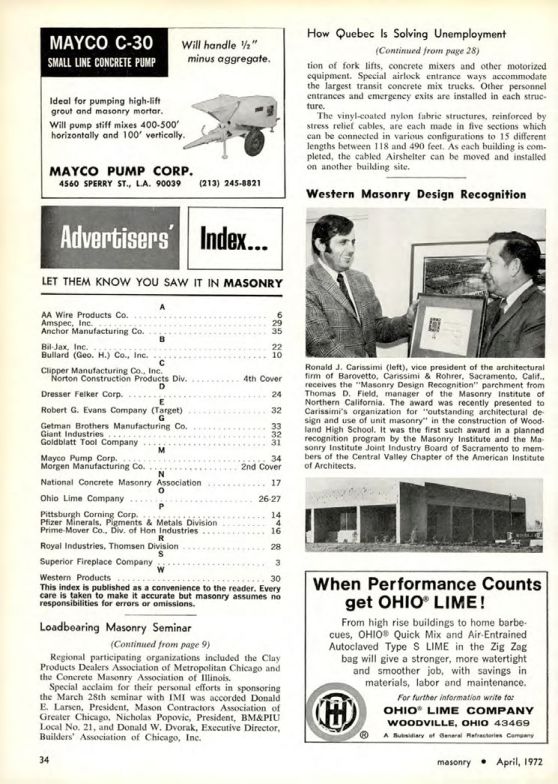 MAYCO C-30
SMALL LINE CONCRETE PUMP
Will handle ½"
minus aggregate.
Ideal for pumping high-lift
grout and masonry mortar.
Will pump stiff mixes 400-500'
horizontally and 100' vertically.
MAYCO PUMP CORP.
4560 SPERRY ST., L.A. 90039 (213) 245-8821
Advertisers' Index...
LET THEM KNOW YOU SAW IT IN MASONRY
A
AA Wire Products Co. 6
Amspec, Inc. 29
Anchor Manufacturing Co. 35
B
Bil-Jax, Inc. 22
Bullard (Geo. H.) Co., Inc. 10
C
Clipper Manufacturing Co., Inc.
Norton Construction Products Div. 4th Cover
D
Dresser Felker Corp. 24
E
Robert G. Evans Company (Target) 32
G
Getman Brothers Manufacturing Co. 33
Giant Industries 32
Goldblatt Tool Company 31
M
Mayco Pump Corp. 34
Morgen Manufacturing Co. 2nd Cover
N
National Concrete Masonry Association 17
O
Ohio Lime Company 26-27
P
Pittsburgh Corning Corp. 14
Pfizer Minerals, Pigments & Metals Division 4
Prime-Mover Co., Div. of Hon Industries 16
R
Royal Industries, Thomsen Division 28
S
Superior Fireplace Company 3
W
Western Products 30
This index is published as a convenience to the reader. Every
care is taken to make it accurate but masonry assumes no
responsibilities for errors or omissions.
Loadbearing Masonry Seminar
(Continued from page 9)
Regional participating organizations included the Clay
Products Dealers Association of Metropolitan Chicago and
the Concrete Masonry Association of Illinois.
Special acclaim for their personal efforts in sponsoring
the March 28th seminar with IMI was accorded Donald
E. Larsen, President, Mason Contractors Association of
Greater Chicago, Nicholas Popovic, President, BM&PIU
Local No. 21, and Donald W. Dvorak, Executive Director,
Builders' Association of Chicago, Inc.
How Quebec Is Solving Unemployment
(Continued from page 28)
tion of fork lifts, concrete mixers and other motorized
equipment. Special airlock entrance ways accommodate
the largest transit concrete mix trucks. Other personnel
entrances and emergency exits are installed in each struc-
ture.
The vinyl-coated nylon fabric structures, reinforced by
stress relief cables, are each made in five sections which
can be connected in various configurations to 15 different
lengths between 118 and 490 feet. As each building is com-
pleted, the cabled Airshelter can be moved and installed
on another building site.
Western Masonry Design Recognition
Ronald J. Carissimi (left), vice president of the architectural
firm of Barovetto, Carissimi & Rohrer, Sacramento, Calif.,
receives the "Masonry Design Recognition" parchment from
Thomas D. Field, manager of the Masonry Institute of
Northern California. The award was recently presented to
Carissimi's organization for "outstanding architectural de-
sign and use of unit masonry" in the construction of Wood-
land High School. It was the first such award in a planned
recognition program by the Masonry Institute and the Ma-
sonry Institute Joint Industry Board of Sacramento to mem-
bers of the Central Valley Chapter of the American Institute
of Architects.
When Performance Counts
get OHIO® LIME!
From high rise buildings to home barbe-
cues, OHIO® Quick Mix and Air-Entrained
Autoclaved Type S LIME in the Zig Zag
bag will give a stronger, more watertight
and smoother job, with savings in
materials, labor and maintenance.
For further information write to:
OHIO® LIME COMPANY
WOODVILLE, OHIO 43469
A Subsidiary of General Refractories Company
®
34
masonry • April, 1972